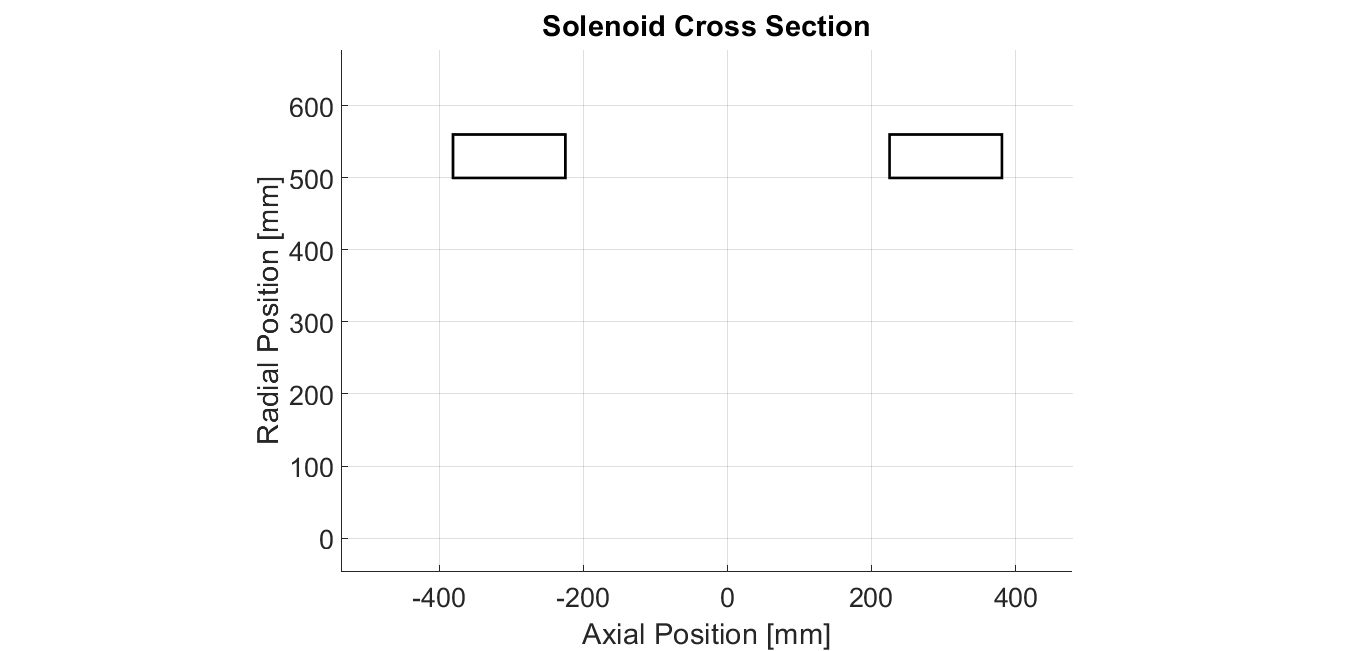 Solenoid Cross Section
600
500
400
300
200
100
0
Radial Position [mm]
-400 -200 0 200 400
Axial Position [mm]